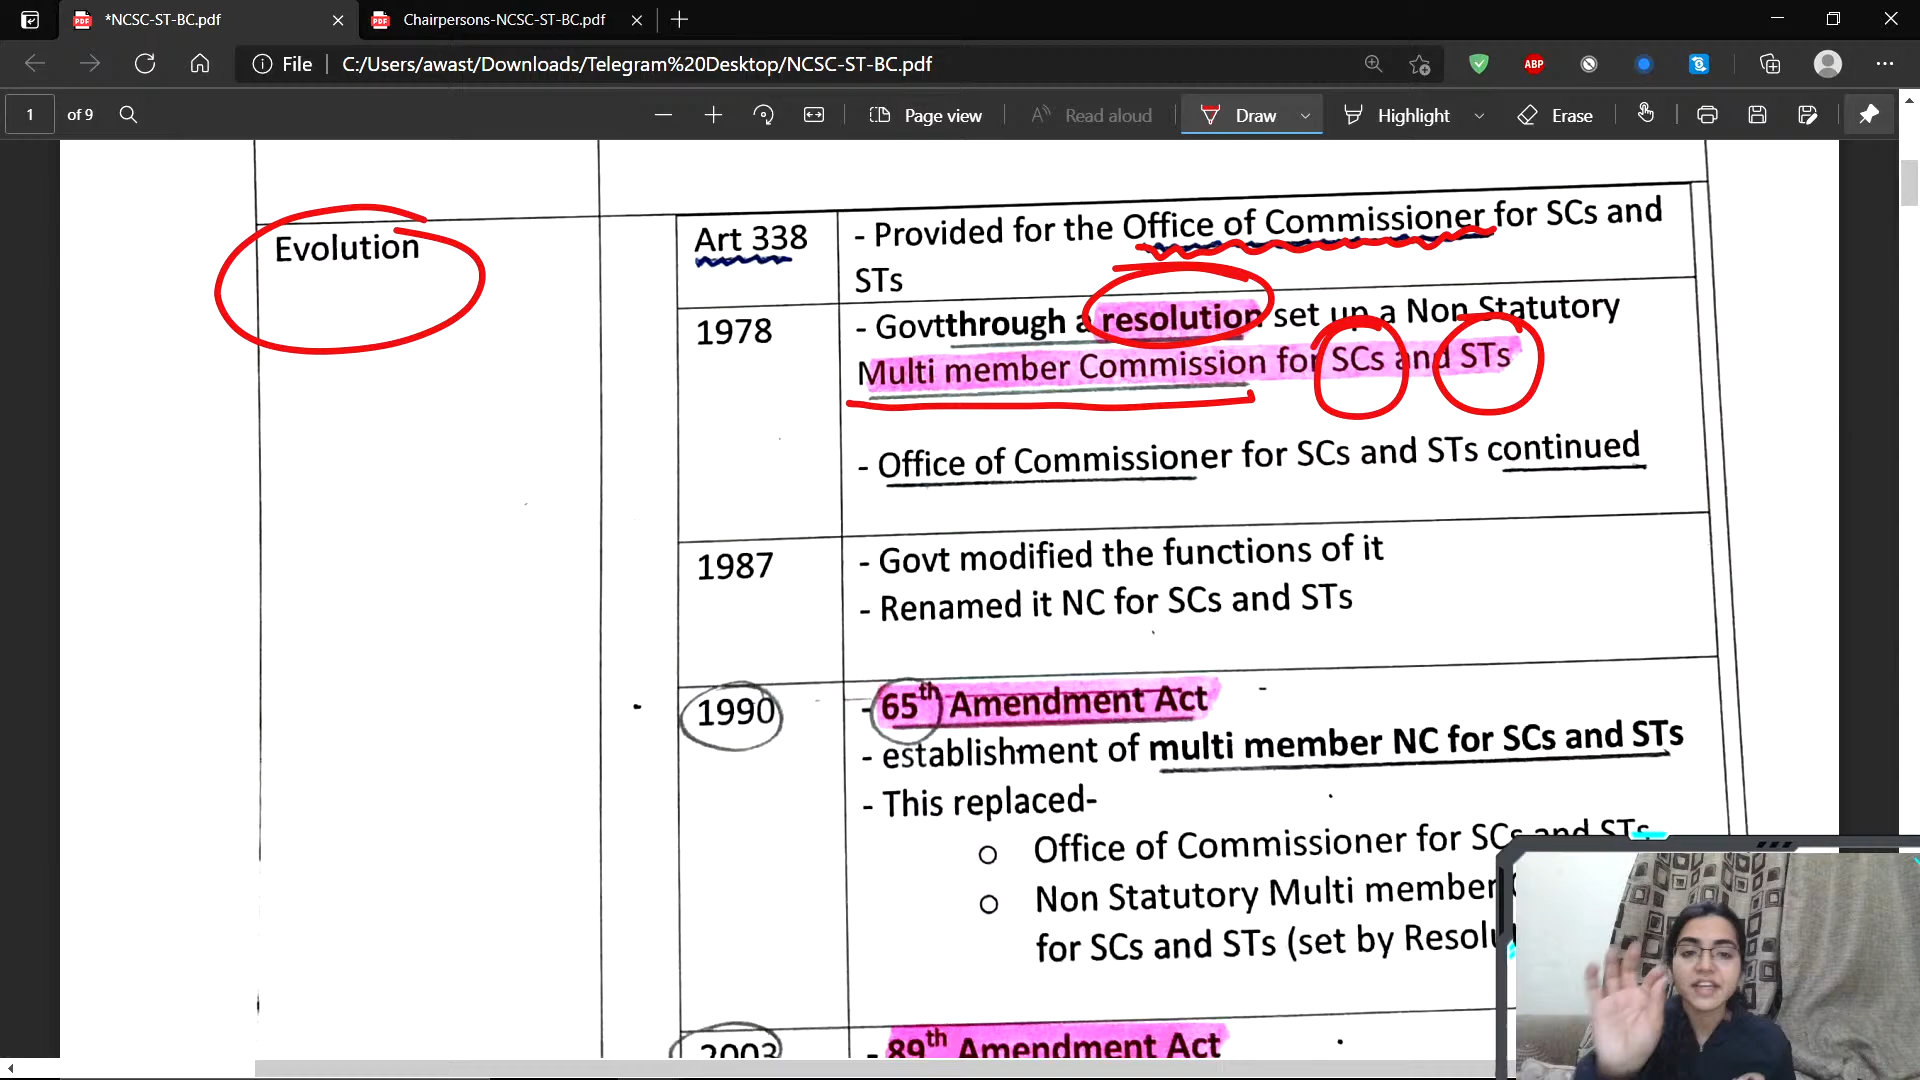 *NCSC-ST-BC.pdf
Chairpersons-NCSC-ST-BC.pdf
File
C:/Users/awast/Downloads/Telegram%20Desktop/NCSC-ST-BC.pdf
ABP
1 of 9
Page view
Read aloud
Draw
Highlight
Erase
Evolution
Art 338
- Provided for the Office of Commissioner for SCs and
STs
1978
- Govtthrough a resolution set up a Non Statutory
Multi member Commission for SCs and STs
- Office of Commissioner for SCs and STs continued
1987
- Govt modified the functions of it
- Renamed it NC for SCs and STs
1990
- 65th Amendment Act
- establishment of multi member NC for SCs and STs
- This replaced-
o Office of Commissioner for SCs and STs
o Non Statutory Multi member
for SCs and STs (set by
2003
- 89th Amendment Act